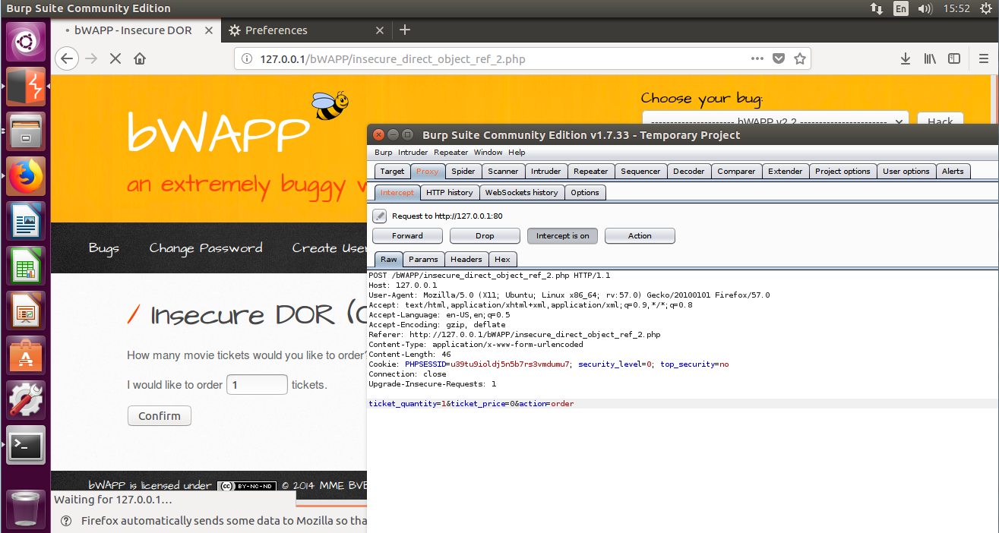 Burp Suite Community Edition
En
15:52
• bWAPP - Insecure DOR
Preferences
127.0.0.1/bWAPP/insecure_direct_object_ref_2.php
bWAPP
an extremely buggy
Choose your bug:
---------------------- bWAPP v2.2 -----------------------
Hack
Bugs
Change Password
Create User
/ Insecure DOR (
How many movie tickets would you like to order?
I would like to order 1 tickets.
Confirm
bWAPP is licensed under (cc) BY-NC-ND © 2014 MME BVB
Waiting for 127.0.0.1…
Firefox automatically sends some data to Mozilla so tha
Burp Suite Community Edition v1.7.33 - Temporary Project
Burp Intruder Repeater Window Help
Target Proxy Spider Scanner Intruder Repeater Sequencer Decoder Comparer Extender Project options User options Alerts
Intercept HTTP history WebSockets history Options
Request to http://127.0.0.1:80
Forward Drop Intercept is on Action
Raw Params Headers Hex
POST /bWAPP/insecure_direct_object_ref_2.php HTTP/1.1
Host: 127.0.0.1
User-Agent: Mozilla/5.0 (X11; Ubuntu; Linux x86_64; rv:57.0) Gecko/20100101 Firefox/57.0
Accept: text/html,application/xhtml+xml,application/xml;q=0.9,*/*;q=0.8
Accept-Language: en-US,en;q=0.5
Accept-Encoding: gzip, deflate
Referer: http://127.0.0.1/bWAPP/insecure_direct_object_ref_2.php
Content-Type: application/x-www-form-urlencoded
Content-Length: 46
Cookie: PHPSESSID=u39tu9ioldj5n5b7rs3vmdumu7; security_level=0; top_security=no
Connection: close
Upgrade-Insecure-Requests: 1
ticket_quantity=1&ticket_price=0&action=order